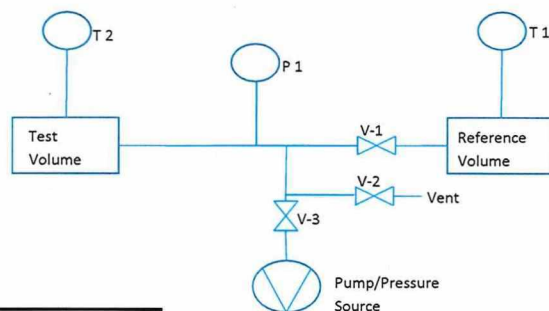 T 2
T 1
P 1
Test
Volume
V-1
Reference
Volume
V-2
Vent
V-3
Pump/Pressure
Source